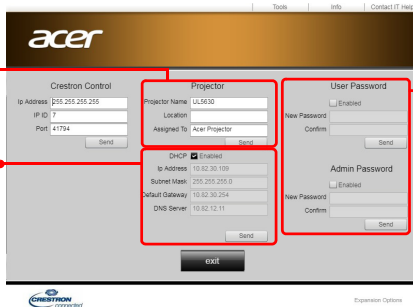 Tools Info Contact IT Help
acer
Crestron Control
Ip Address 255.255.255.255
IP ID 7
Port 41794
Send
Projector
Projector Name UL5630
Location
Assigned To Acer Projector
Send
DHCP Enabled
Ip Address 10.82.30.109
Subnet Mask 255.255.255.0
Default Gateway 10.82.30.254
DNS Server 10.82.12.11
Send
User Password
Enabled
New Password
Confirm
Send
Admin Password
Enabled
New Password
Confirm
Send
exit
CRESTRON
connected
Expansion Options